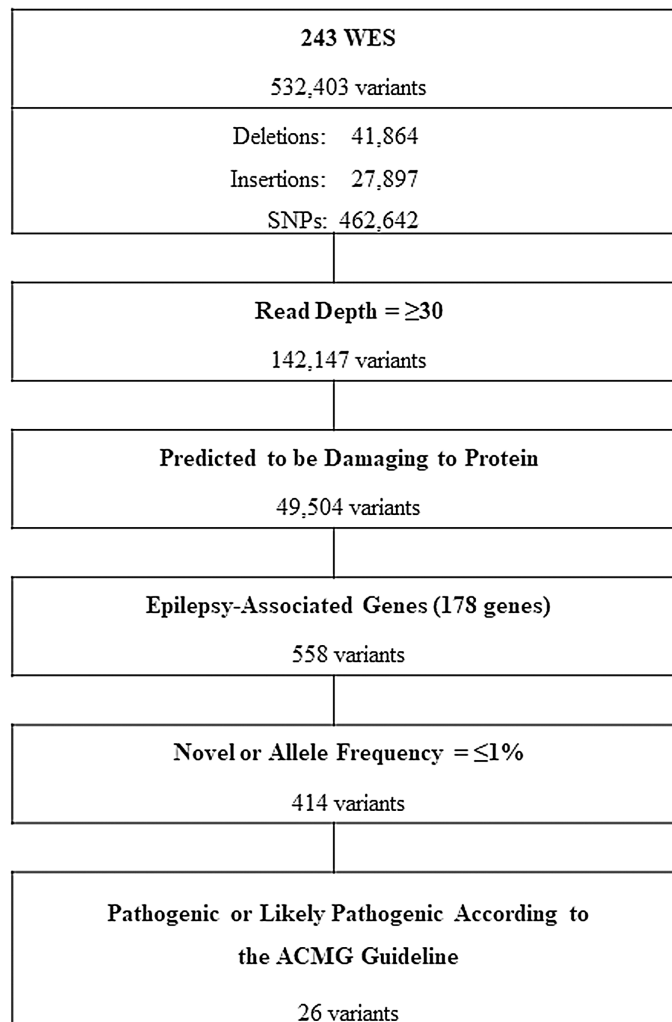 243 WES
532,403 variants
Deletions: 41,864
Insertions: 27,897
SNPs: 462,642
Read Depth = ≥30
142,147 variants
Predicted to be Damaging to Protein
49,504 variants
Epilepsy-Associated Genes (178 genes)
558 variants
Novel or Allele Frequency = ≤1%
414 variants
Pathogenic or Likely Pathogenic According to
the ACMG Guideline
26 variants